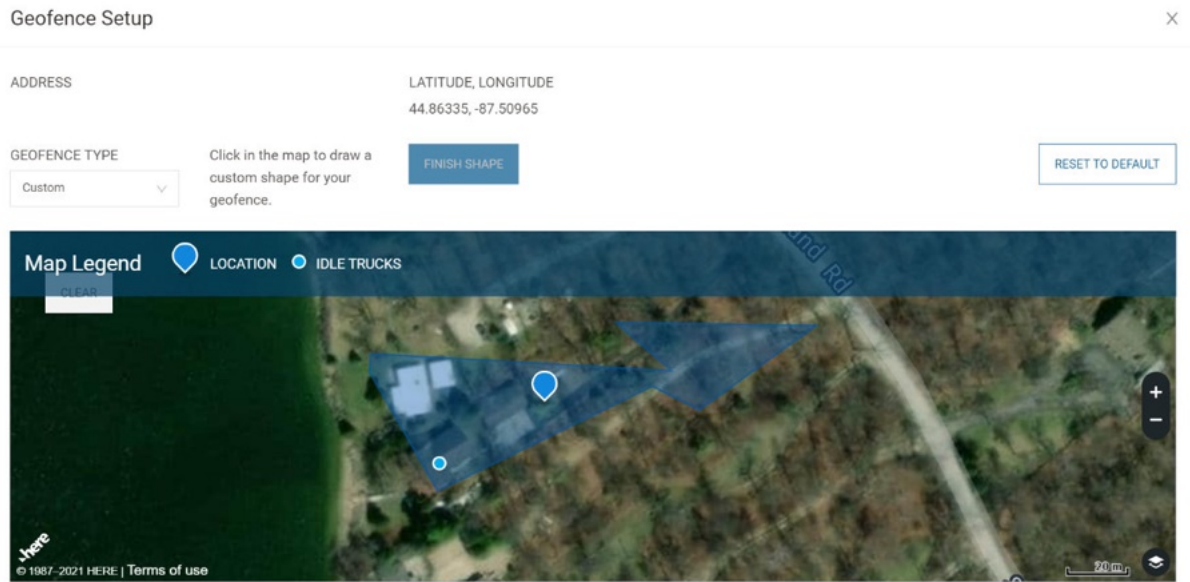 Geofence Setup
ADDRESS
LATITUDE, LONGITUDE
44.86335, -87.50965
GEOFENCE TYPE
Custom
Click in the map to draw a
custom shape for your
geofence.
FINISH SHAPE
RESET TO DEFAULT
Map Legend
LOCATION
IDLE TRUCKS
CLEAR
Rd
+
−
here
© 1987–2021 HERE | Terms of use
20 m